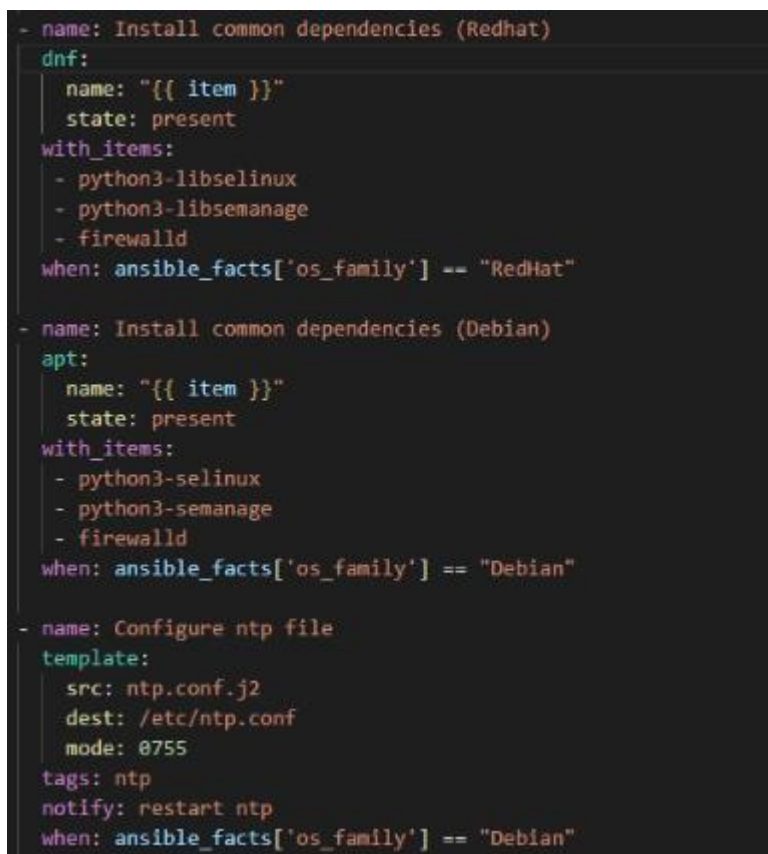 - name: Install common dependencies (Redhat)
  dnf:
    name: "{{ item }}"
    state: present
  with_items:
   - python3-libselinux
   - python3-libsemanage
   - firewalld
  when: ansible_facts['os_family'] == "RedHat"

- name: Install common dependencies (Debian)
  apt:
    name: "{{ item }}"
    state: present
  with_items:
   - python3-selinux
   - python3-semanage
   - firewalld
  when: ansible_facts['os_family'] == "Debian"

- name: Configure ntp file
  template:
    src: ntp.conf.j2
    dest: /etc/ntp.conf
    mode: 0755
  tags: ntp
  notify: restart ntp
  when: ansible_facts['os_family'] == "Debian"